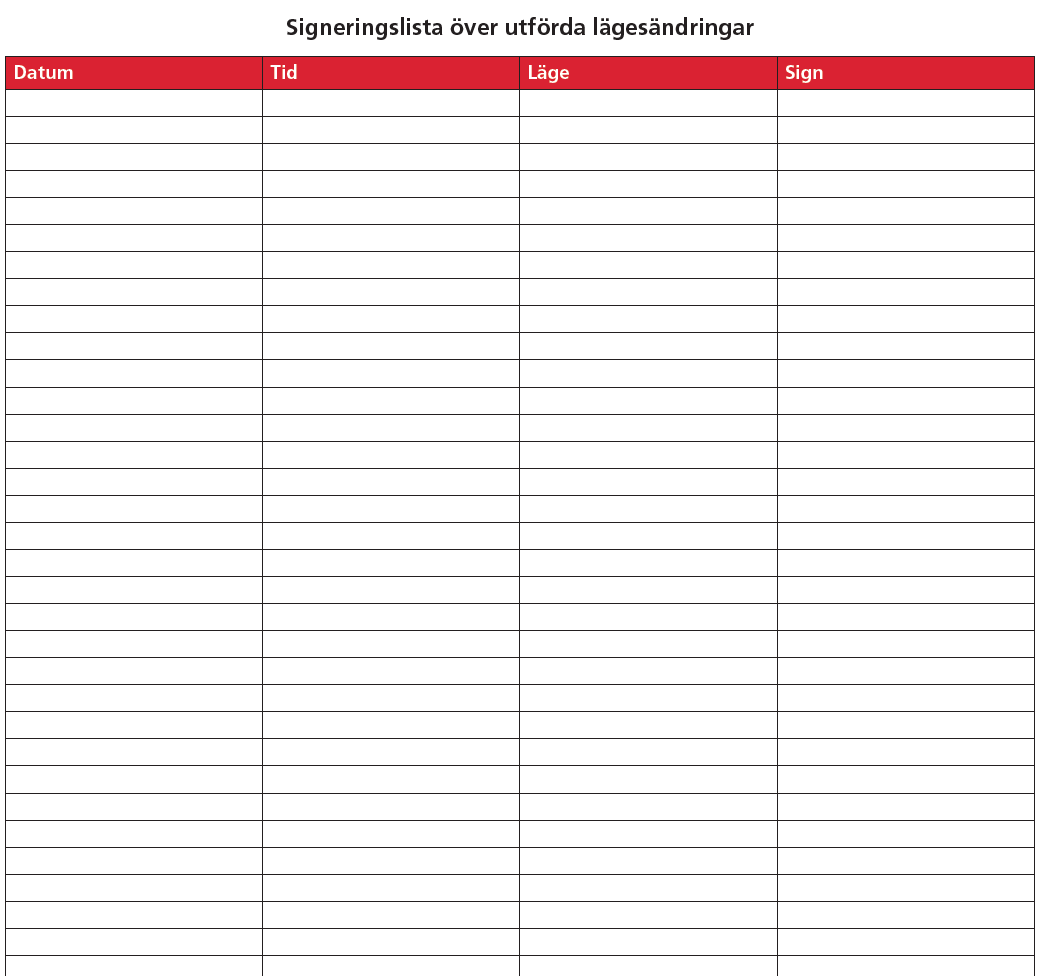 Signeringslista över utförda lägesändringar
Datum Tid Läge Sign